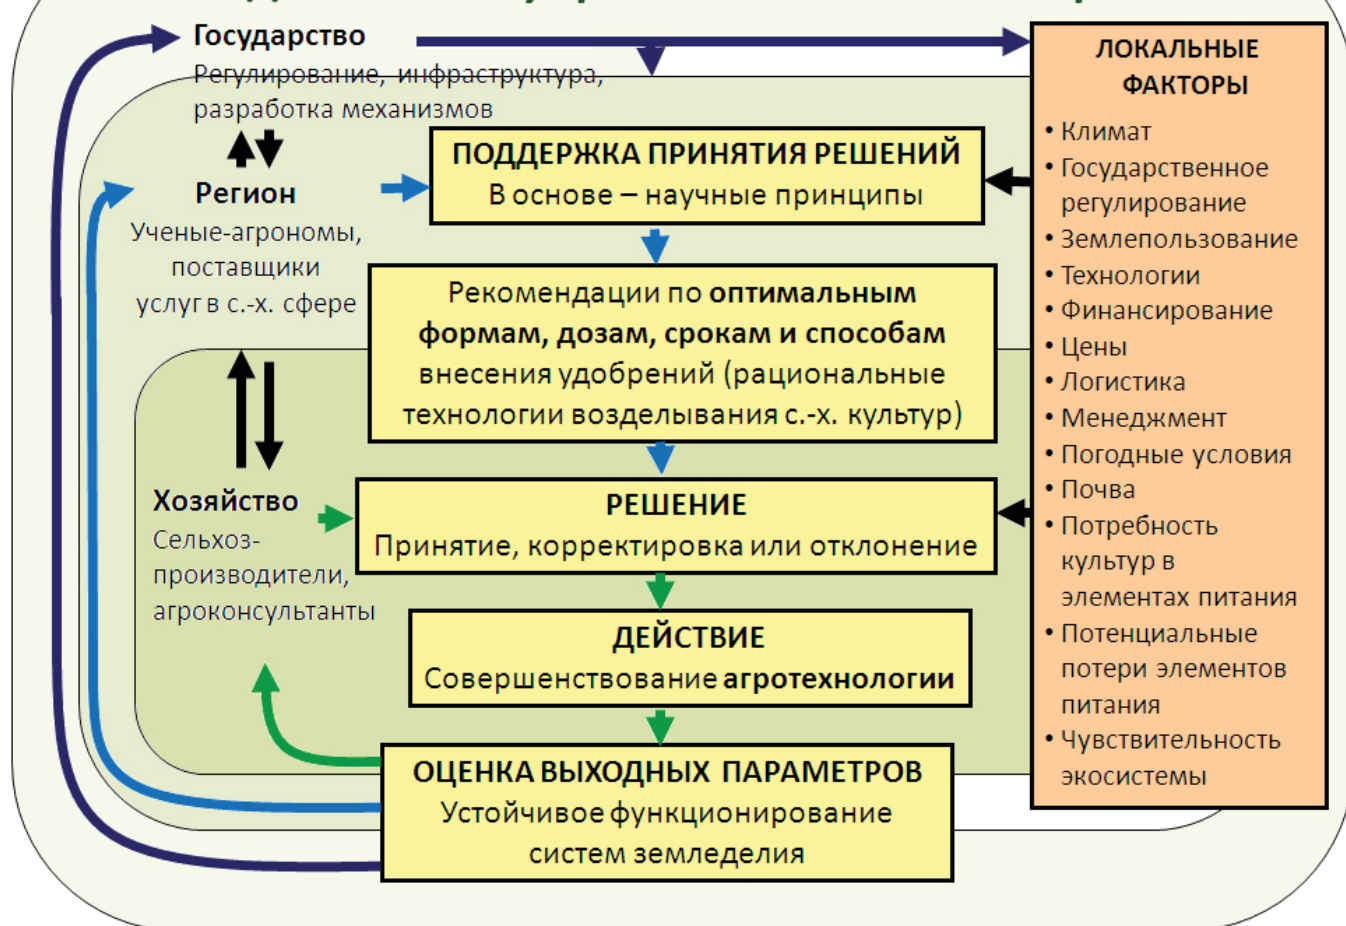 Государство
Регулирование, инфраструктура,
разработка механизмов
Регион
Ученые-агрономы,
поставщики
услуг в с.-х. сфере
Хозяйство
Сельхоз-
производители,
агроконсультанты
ПОДДЕРЖКА ПРИНЯТИЯ РЕШЕНИЙ
В основе – научные принципы
Рекомендации по оптимальным
формам, дозам, срокам и способам
внесения удобрений (рациональные
технологии возделывания с.-х. культур)
РЕШЕНИЕ
Принятие, корректировка или отклонение
ДЕЙСТВИЕ
Совершенствование агротехнологии
ОЦЕНКА ВЫХОДНЫХ ПАРАМЕТРОВ
Устойчивое функционирование
систем земледелия
ЛОКАЛЬНЫЕ
ФАКТОРЫ
• Климат
• Государственное
регулирование
• Землепользование
• Технологии
• Финансирование
• Цены
• Логистика
• Менеджмент
• Погодные условия
• Почва
• Потребность
культур в
элементах питания
• Потенциальные
потери элементов
питания
• Чувствительность
экосистемы